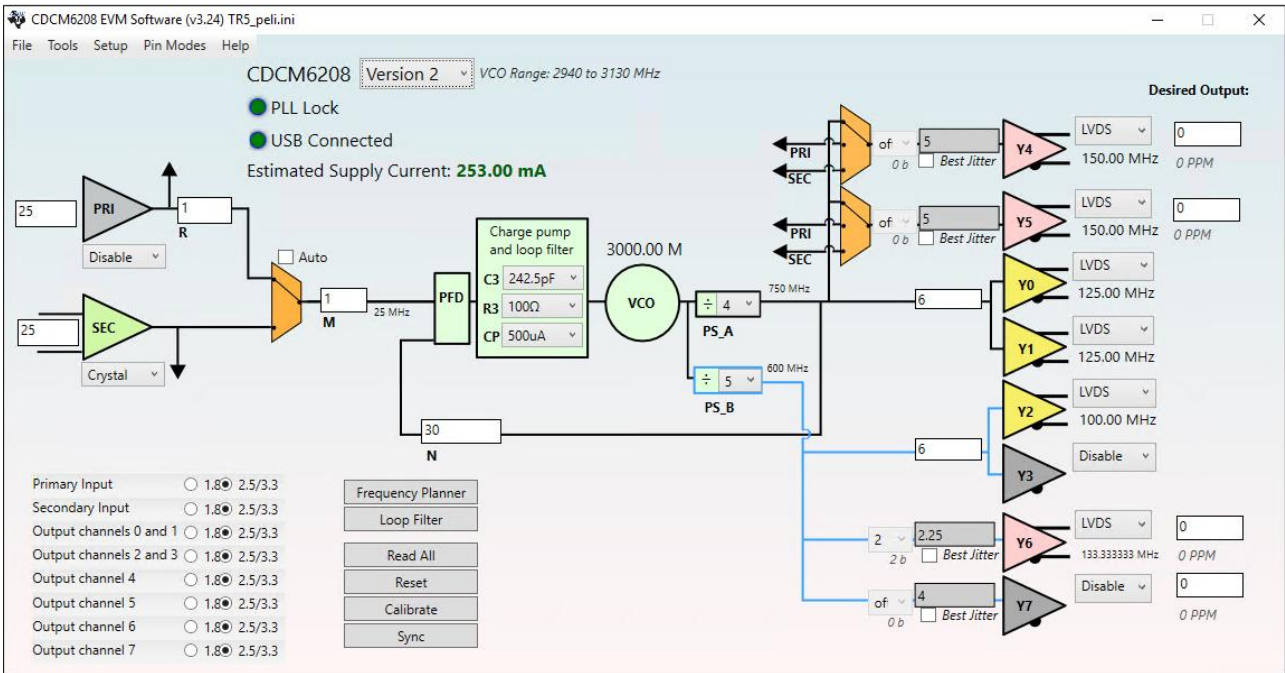 CDCM6208 EVM Software (v3.24) TR5_peli.ini
File Tools Setup Pin Modes Help
CDCM6208 Version 2 VCO Range: 2940 to 3130 MHz
PLL Lock
USB Connected
Estimated Supply Current: 253.00 mA
Desired Output:
25
PRI
1
R
Disable
Auto
25
SEC
Crystal
1
M
25 MHz
PFD
Charge pump
and loop filter
C3 242.5pF
R3 100Ω
CP 500uA
3000.00 M
VCO
÷ 4
750 MHz
PS_A
÷ 5
600 MHz
PS_B
30
N
PRI
SEC
of
0 b
5
Best Jitter
Y4
LVDS
150.00 MHz
0
0 PPM
PRI
SEC
of
0 b
5
Best Jitter
Y5
LVDS
150.00 MHz
0
0 PPM
6
Y0
LVDS
125.00 MHz
Y1
LVDS
125.00 MHz
6
Y2
LVDS
100.00 MHz
Y3
Disable
2
2 b
2.25
Best Jitter
Y6
LVDS
133.333333 MHz
0
0 PPM
of
0 b
4
Best Jitter
Y7
Disable
0
0 PPM
Primary Input 1.8 2.5/3.3
Secondary Input 1.8 2.5/3.3
Output channels 0 and 1 1.8 2.5/3.3
Output channels 2 and 3 1.8 2.5/3.3
Output channel 4 1.8 2.5/3.3
Output channel 5 1.8 2.5/3.3
Output channel 6 1.8 2.5/3.3
Output channel 7 1.8 2.5/3.3
Frequency Planner
Loop Filter
Read All
Reset
Calibrate
Sync